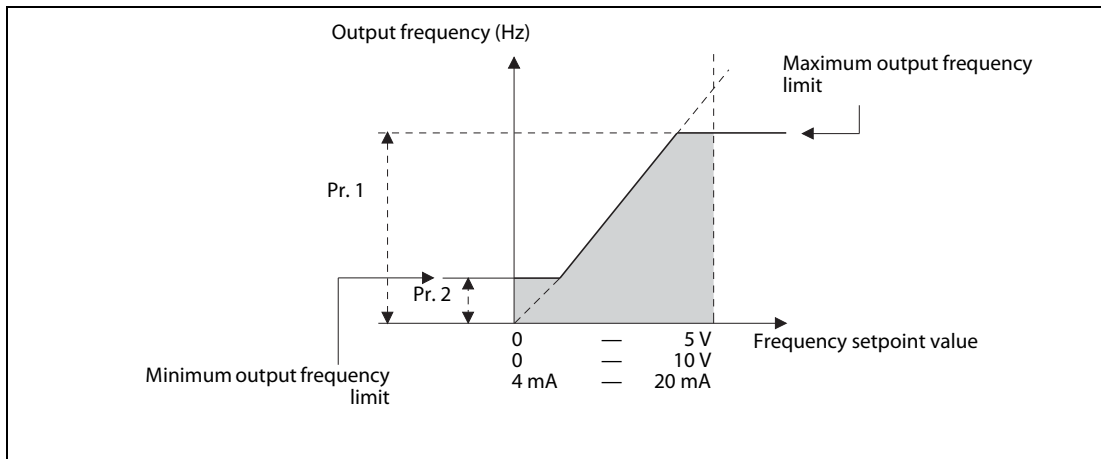 Output frequency (Hz)
Maximum output frequency
limit
Pr. 1
Pr. 2
0 — 5 V
0 — 10 V
4 mA — 20 mA
Frequency setpoint value
Minimum output frequency
limit